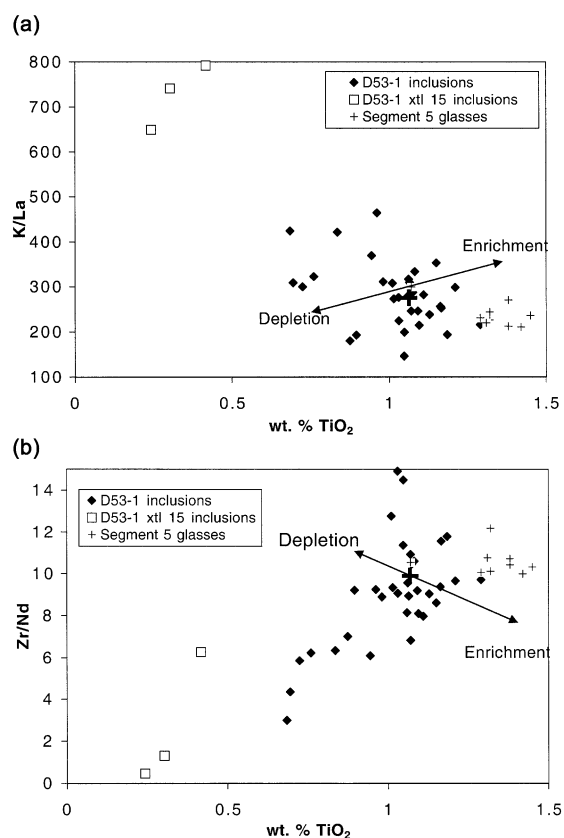 (a)
800
700
600
500
400
300
200
100
K/La
◆ D53-1 inclusions
□ D53-1 xtl 15 inclusions
+ Segment 5 glasses
Enrichment
Depletion
0
0.5
1
1.5
wt. % TiO₂
(b)
14
12
10
8
6
4
2
0
Zr/Nd
◆ D53-1 inclusions
□ D53-1 xtl 15 inclusions
+ Segment 5 glasses
Depletion
Enrichment
0
0.5
1
1.5
wt. % TiO₂